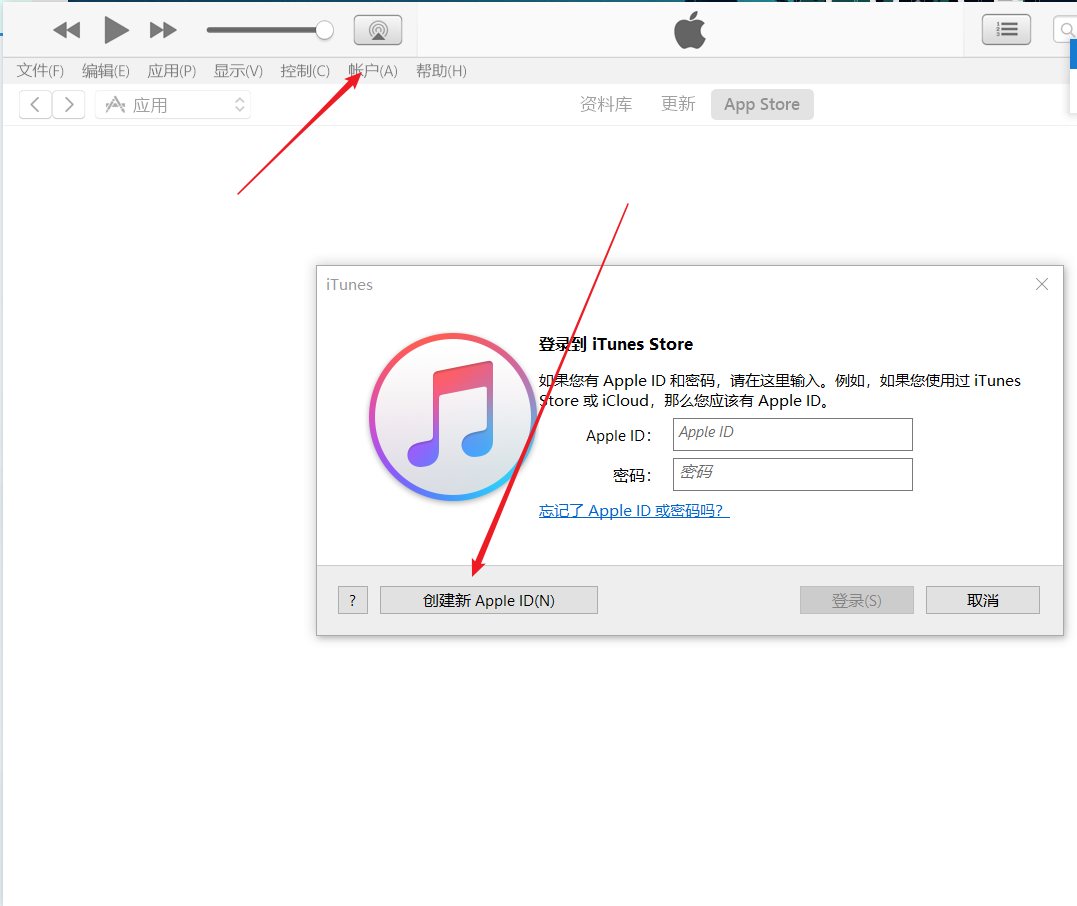 文件(F) 编辑(E) 应用(P) 显示(V) 控制(C) 帐户(A) 帮助(H)
应用 资料库 更新 App Store
iTunes
登录到 iTunes Store
如果您有 Apple ID 和密码，请在这里输入。例如，如果您使用过 iTunes
Store 或 iCloud，那么您应该有 Apple ID。
Apple ID： Apple ID
密码： 密码
忘记了 Apple ID 或密码吗？
? 创建新 Apple ID(N) 登录(S) 取消